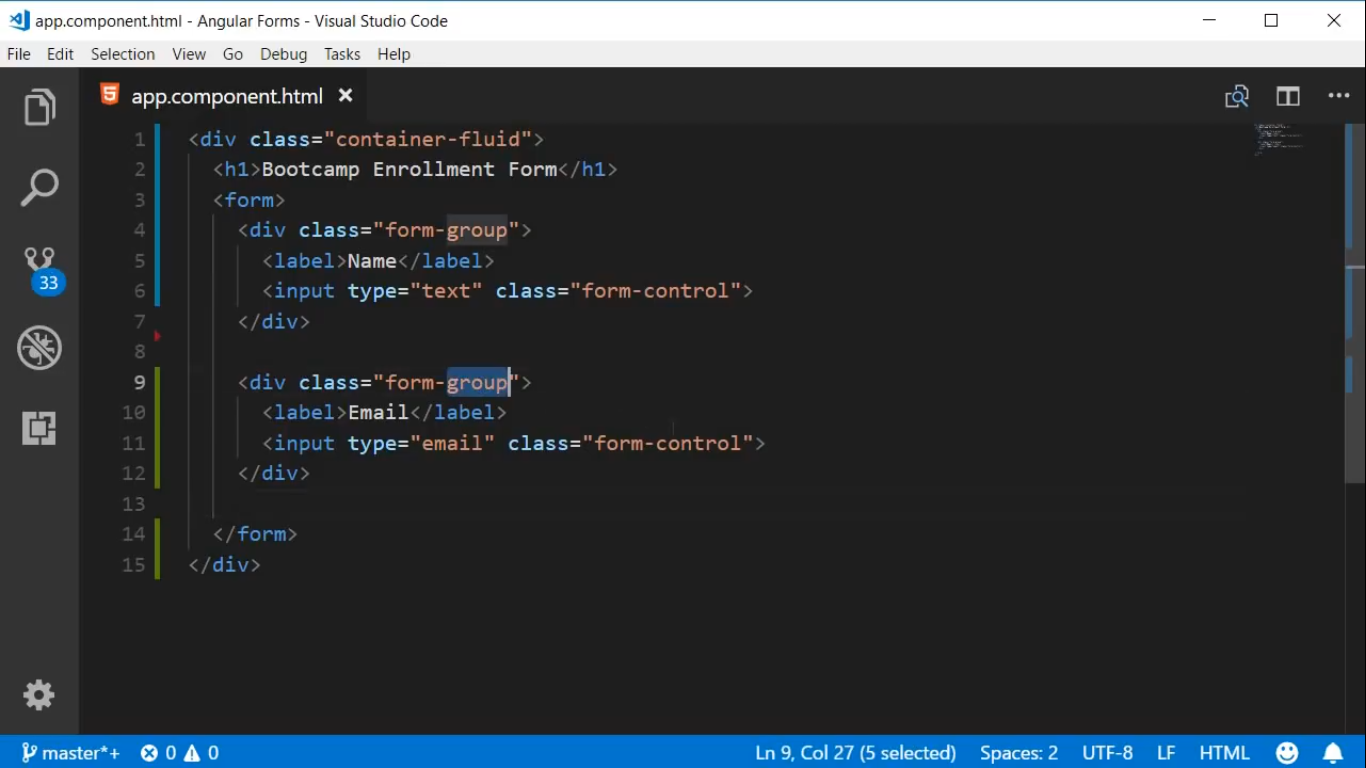 app.component.html - Angular Forms - Visual Studio Code
File Edit Selection View Go Debug Tasks Help
app.component.html
1 <div class="container-fluid">
2 <h1>Bootcamp Enrollment Form</h1>
3 <form>
4 <div class="form-group">
5 <label>Name</label>
6 <input type="text" class="form-control">
7 </div>
8
9 <div class="form-group">
10 <label>Email</label>
11 <input type="email" class="form-control">
12 </div>
13
14 </form>
15 </div>
33
master*+ 0 0 Ln 9, Col 27 (5 selected) Spaces: 2 UTF-8 LF HTML